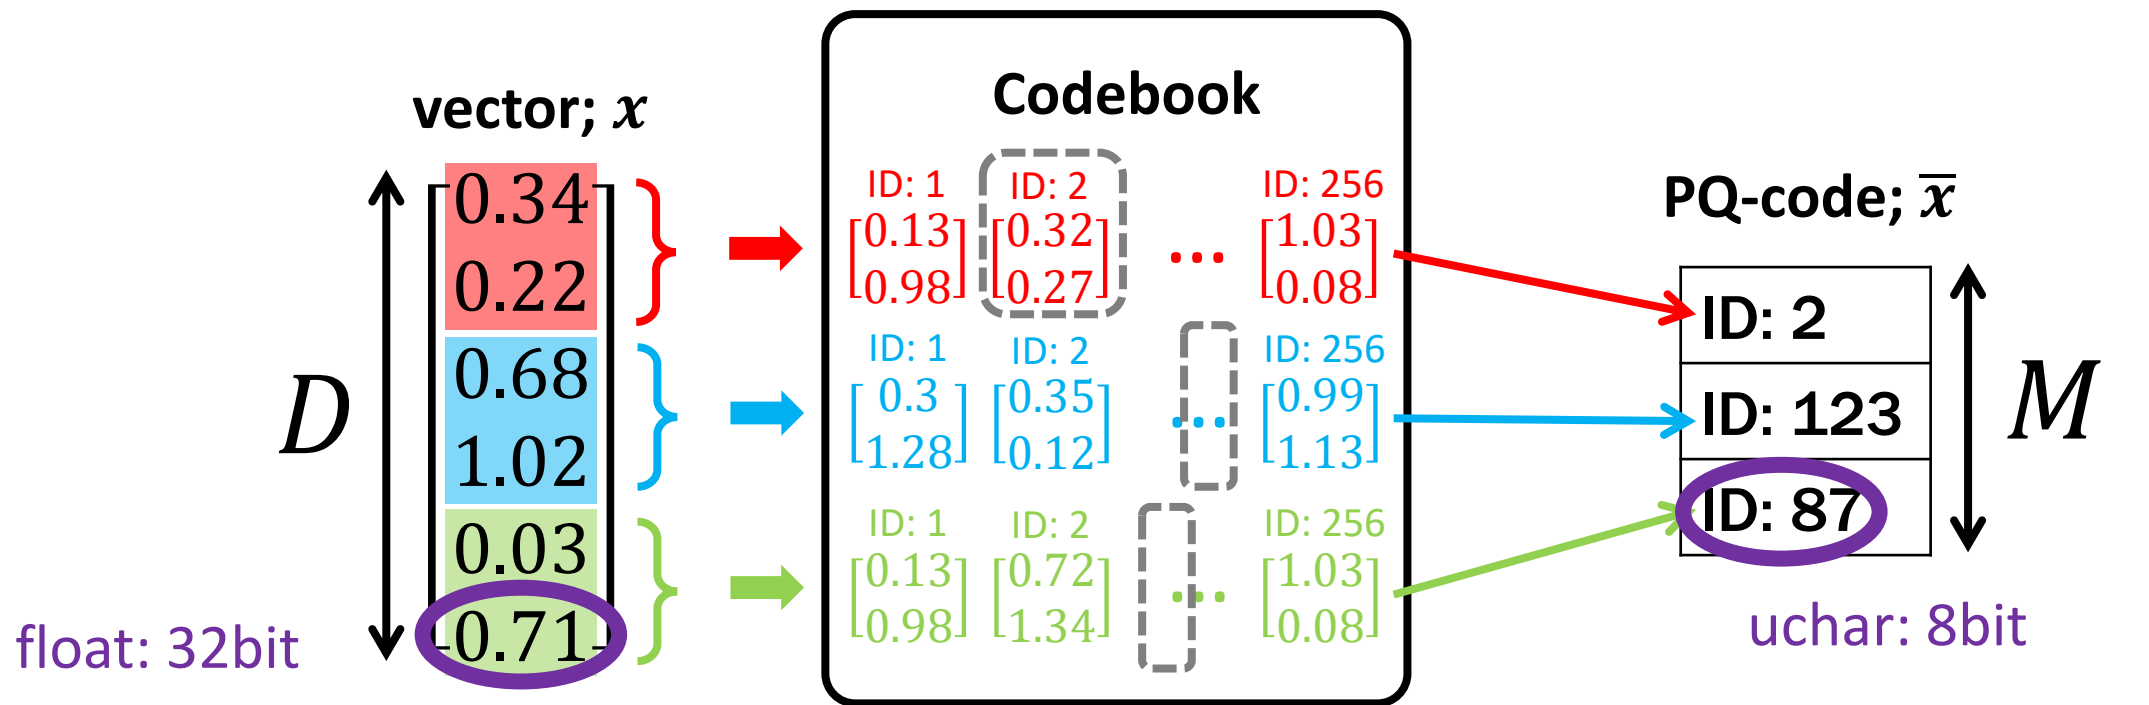 vector; x
0.34
0.22
0.68
1.02
0.03
0.71
D
float: 32bit
Codebook
ID: 1 ID: 2 ID: 256
0.13 0.32 ... 1.03
0.98 0.27 0.08
ID: 1 ID: 2 ID: 256
0.3 0.35 ... 0.99
1.28 0.12 1.13
ID: 1 ID: 2 ID: 256
0.13 0.72 ... 1.03
0.98 1.34 0.08
PQ-code; x̅
ID: 2
ID: 123
ID: 87
M
uchar: 8bit